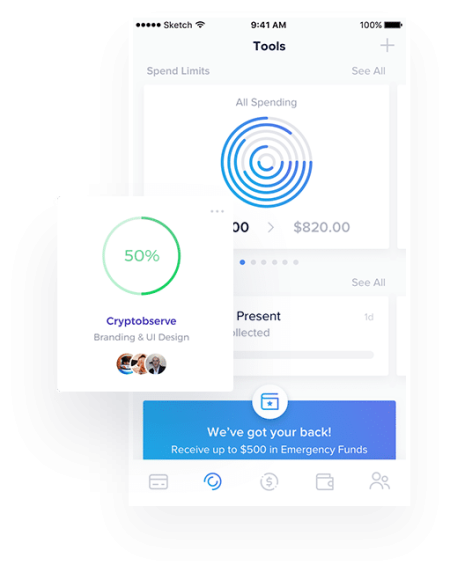 Sketch 9:41 AM 100%
Tools
Spend Limits See All
All Spending
00 > $820.00
See All
Present 1d
llected
50%
Cryptobserve
Branding & UI Design
We've got your back!
Receive up to $500 in Emergency Funds